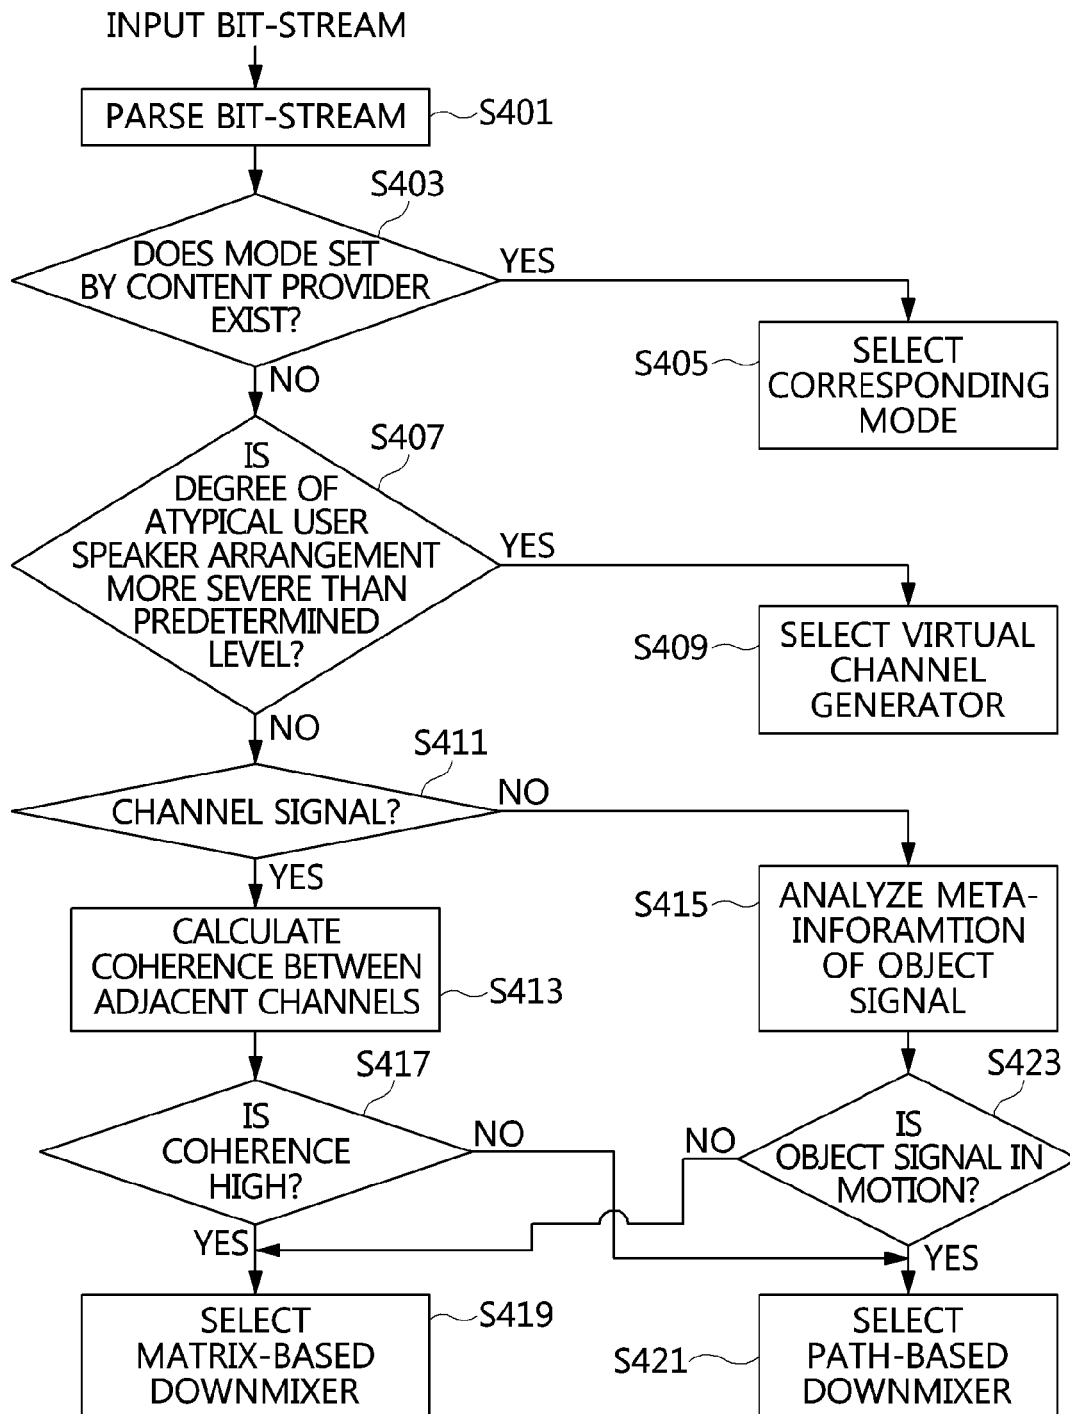 INPUT BIT-STREAM
PARSE BIT-STREAM
S401
S403
DOES MODE SET
BY CONTENT PROVIDER
EXIST?
YES
NO
S405
SELECT
CORRESPONDING
MODE
S407
IS
DEGREE OF
ATYPICAL USER
SPEAKER ARRANGEMENT
MORE SEVERE THAN
PREDETERMINED
LEVEL?
YES
NO
S409
SELECT VIRTUAL
CHANNEL
GENERATOR
S411
CHANNEL SIGNAL?
NO
YES
CALCULATE
COHERENCE BETWEEN
ADJACENT CHANNELS
S413
S415
ANALYZE META-
INFORAMTION
OF OBJECT
SIGNAL
S417
IS
COHERENCE
HIGH?
NO
YES
S423
IS
OBJECT SIGNAL IN
MOTION?
NO
YES
SELECT
MATRIX-BASED
DOWNMIXER
S419
S421
SELECT
PATH-BASED
DOWNMIXER